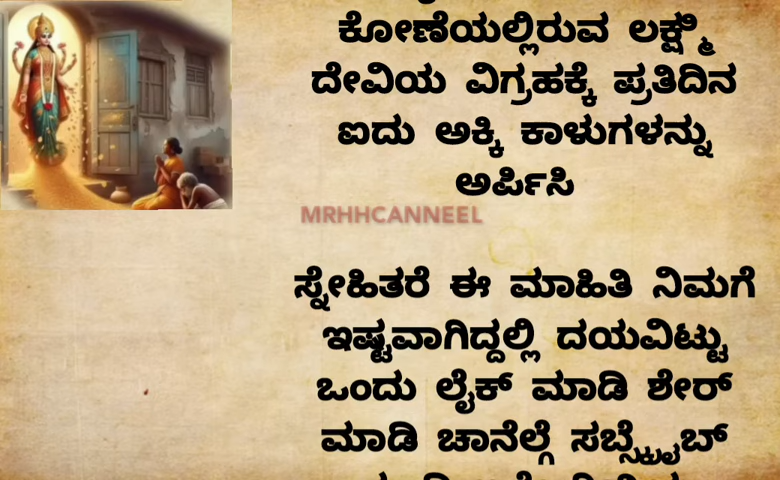 ಕೋಣೆಯಲ್ಲಿರುವ ಲಕ್ಷ್ಮಿ
ದೇವಿಯ ವಿಗ್ರಹಕ್ಕೆ ಪ್ರತಿದಿನ
ಐದು ಅಕ್ಕಿ ಕಾಳುಗಳನ್ನು
ಅರ್ಪಿಸಿ
MRHHCANNEEL
ಸ್ನೇಹಿತರೆ ಈ ಮಾಹಿತಿ ನಿಮಗೆ
ಇಷ್ಟವಾಗಿದ್ದಲ್ಲಿ ದಯವಿಟ್ಟು
ಒಂದು ಲೈಕ್ ಮಾಡಿ ಶೇರ್
ಮಾಡಿ ಚಾನೆಲ್ಗೆ ಸಬ್ಸ್ಕ್ರೈಬ್